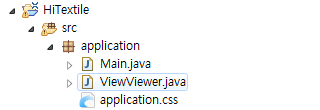 HiTextile
src
application
Main.java
ViewViewer.java
application.css